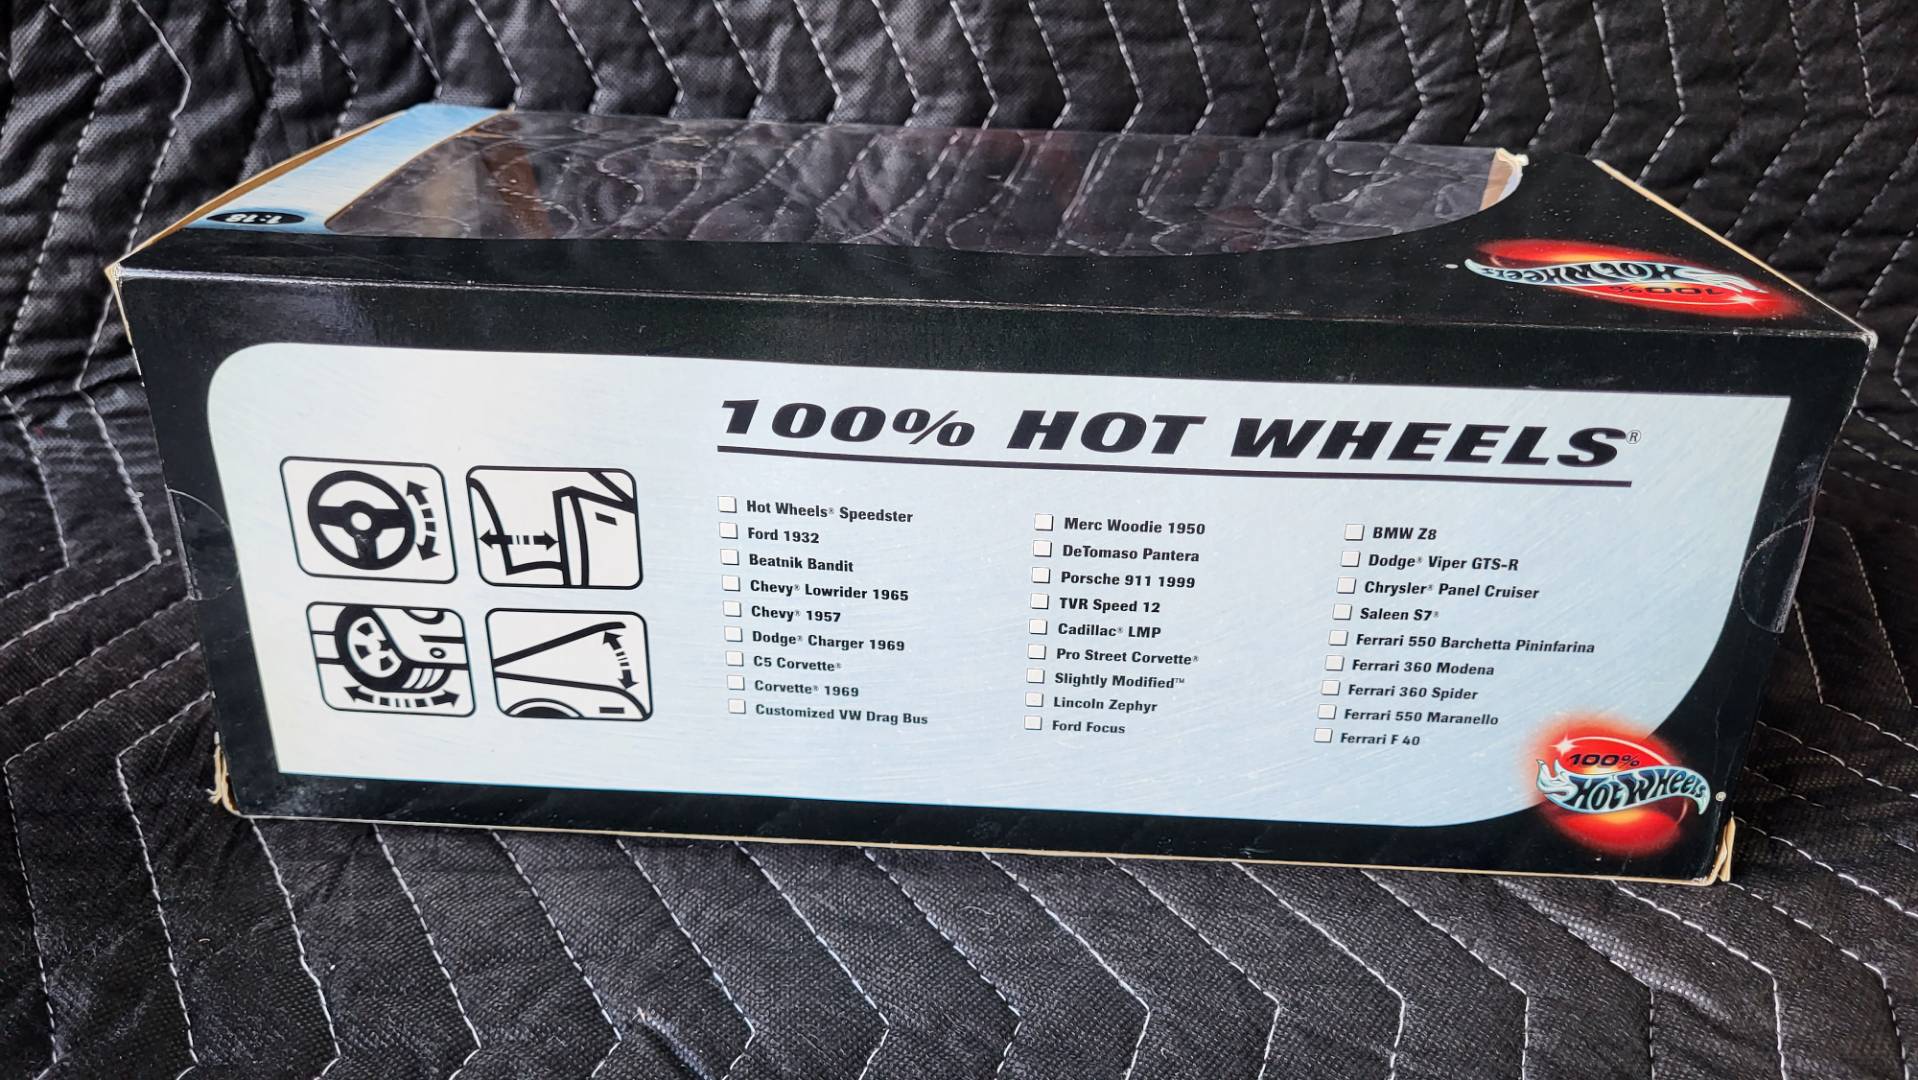 1:18
100% HOT WHEELS
100% HOT WHEELS®
Hot Wheels® Speedster
Ford 1932
Beatnik Bandit
Chevy® Lowrider 1965
Chevy® 1957
Dodge® Charger 1969
C5 Corvette®
Corvette® 1969
Customized VW Drag Bus
Merc Woodie 1950
DeTomaso Pantera
Porsche 911 1999
TVR Speed 12
Cadillac® LMP
Pro Street Corvette®
Slightly Modified™
Lincoln Zephyr
Ford Focus
BMW Z8
Dodge® Viper GTS-R
Chrysler® Panel Cruiser
Saleen S7®
Ferrari 550 Barchetta Pininfarina
Ferrari 360 Modena
Ferrari 360 Spider
Ferrari 550 Maranello
Ferrari F 40
100%
Hot Wheels